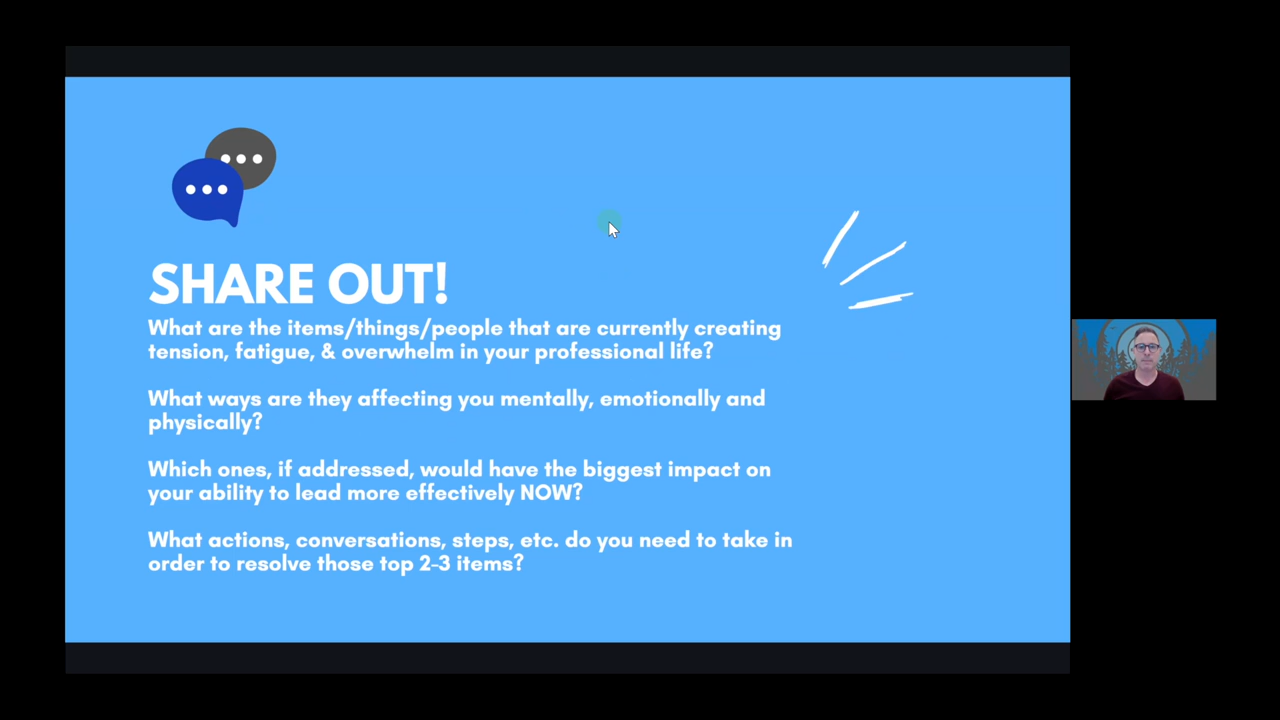 SHARE OUT!
What are the items/things/people that are currently creating
tension, fatigue, & overwhelm in your professional life?
What ways are they affecting you mentally, emotionally and
physically?
Which ones, if addressed, would have the biggest impact on
your ability to lead more effectively NOW?
What actions, conversations, steps, etc. do you need to take in
order to resolve those top 2-3 items?